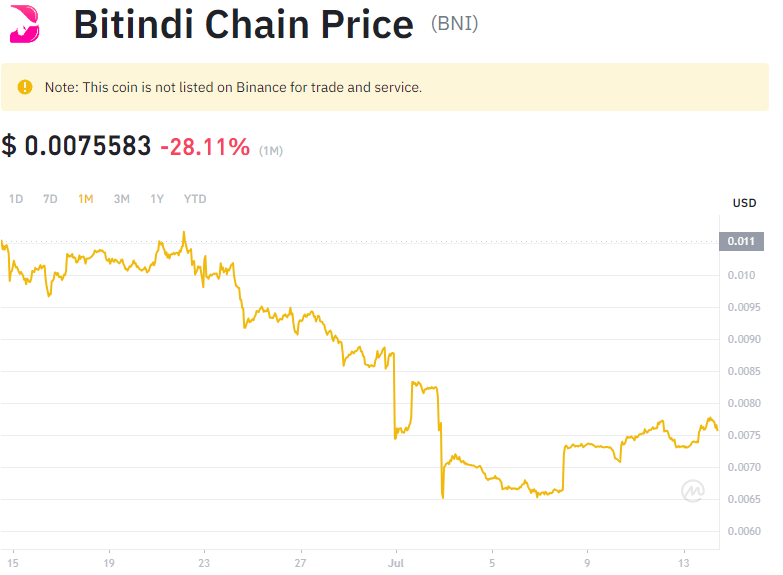 Bitindi Chain Price (BNI)
Note: This coin is not listed on Binance for trade and service.
$ 0.0075583 -28.11% (1M)
1D 7D 1M 3M 1Y YTD
USD
0.011
0.010
0.0095
0.0090
0.0085
0.0080
0.0075
0.0070
0.0065
0.0060
15 19 23 27 Jul 5 9 13